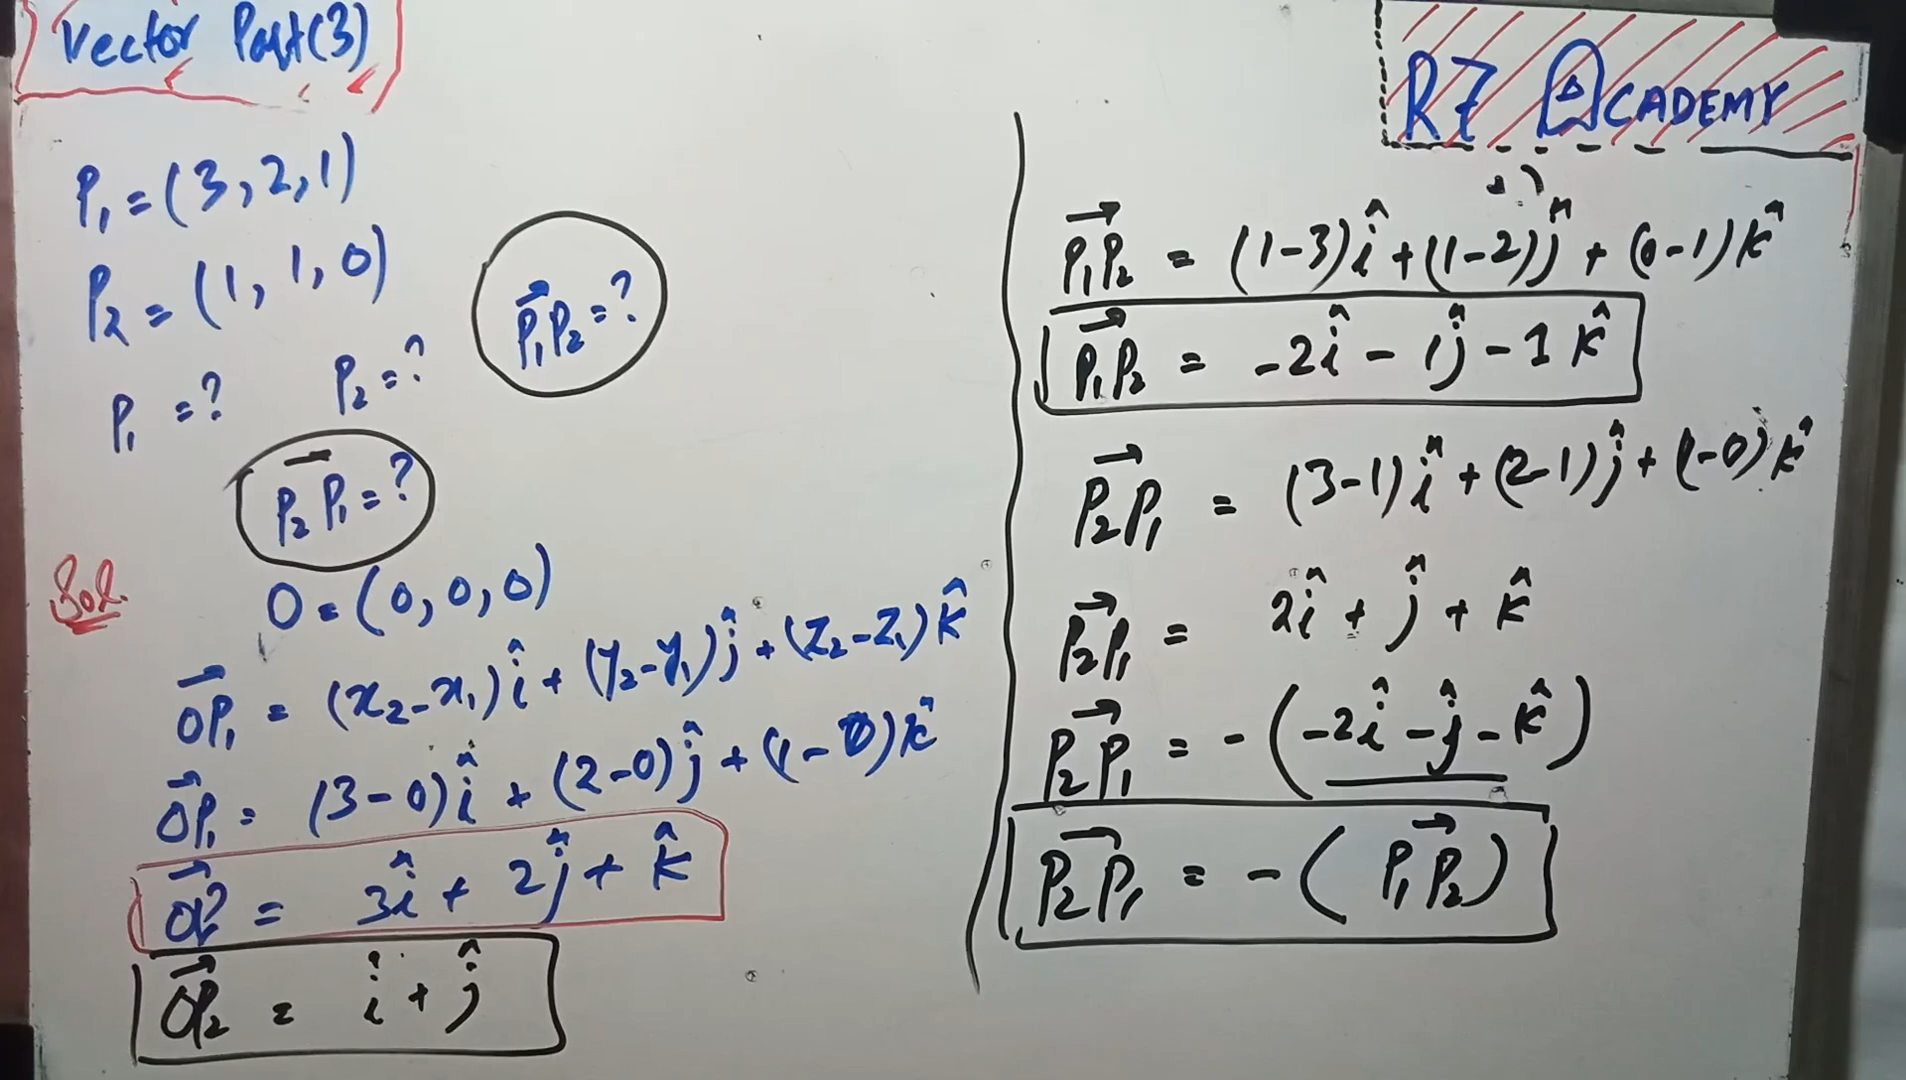 Vector Part(3)
R7 ACADEMY
P₁ = (3, 2, 1)
P₂ = (1, 1, 0)
P₁ = ? P₂ = ?
P₁P₂⃗ = ?
P₂P₁⃗ = ?
Sol.
O = (0, 0, 0)
OP₁⃗ = (x₂-x₁)î + (y₂-y₁)ĵ + (z₂-z₁)k̂
OP₁⃗ = (3-0)î + (2-0)ĵ + (1-0)k̂
= 3î + 2ĵ + k̂
OP₂⃗ = î + ĵ
P₁P₂⃗ = (1-3)î + (1-2)ĵ + (0-1)k̂
P₁P₂⃗ = -2î - 1ĵ - 1k̂
P₂P₁⃗ = (3-1)î + (2-1)ĵ + (1-0)k̂
P₂P₁⃗ = 2î + ĵ + k̂
P₂P₁⃗ = -(-2î - ĵ - k̂)
P₂P₁⃗ = -(P₁P₂⃗)